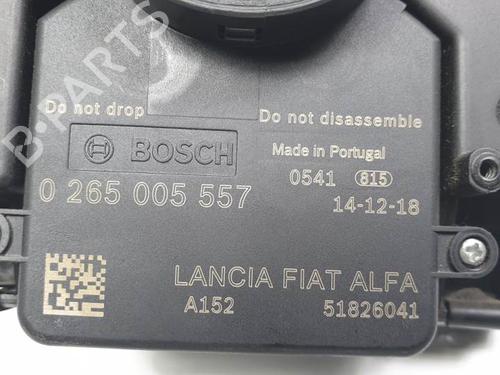 B-PARTS
Do not drop
Do not disassemble
BOSCH
Made in Portugal
0 265 005 557
0541 815
14-12-18
LANCIA FIAT ALFA
A152 51826041